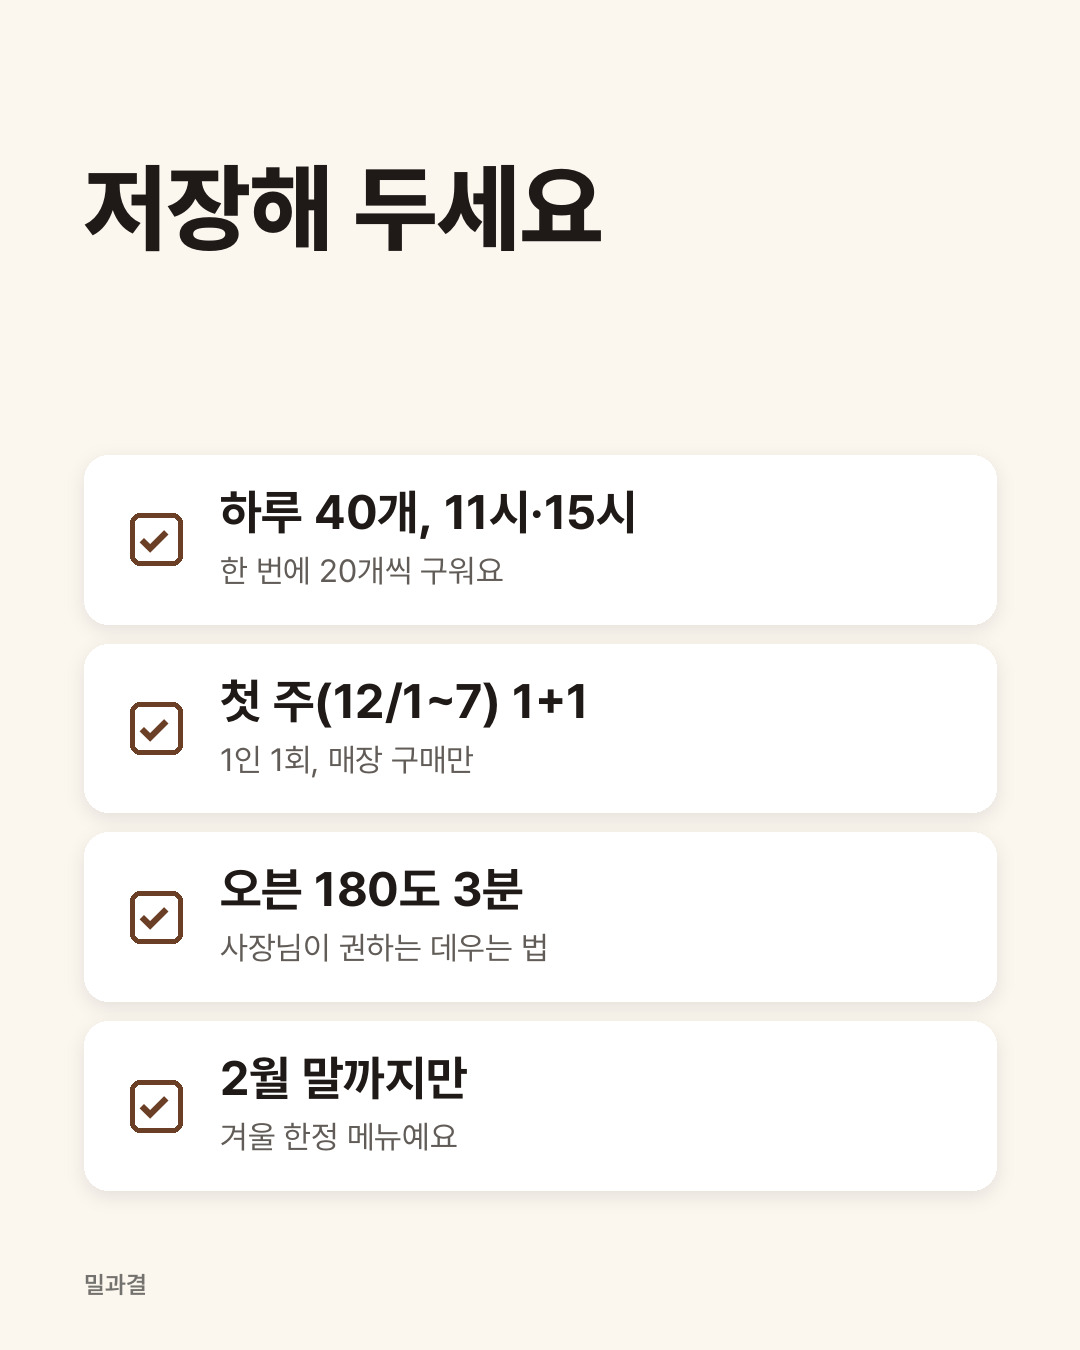 저장해 두세요
하루 40개, 11시·15시
한 번에 20개씩 구워요
첫 주(12/1~7) 1+1
1인 1회, 매장 구매만
오븐 180도 3분
사장님이 권하는 데우는 법
2월 말까지만
겨울 한정 메뉴예요
밀과결